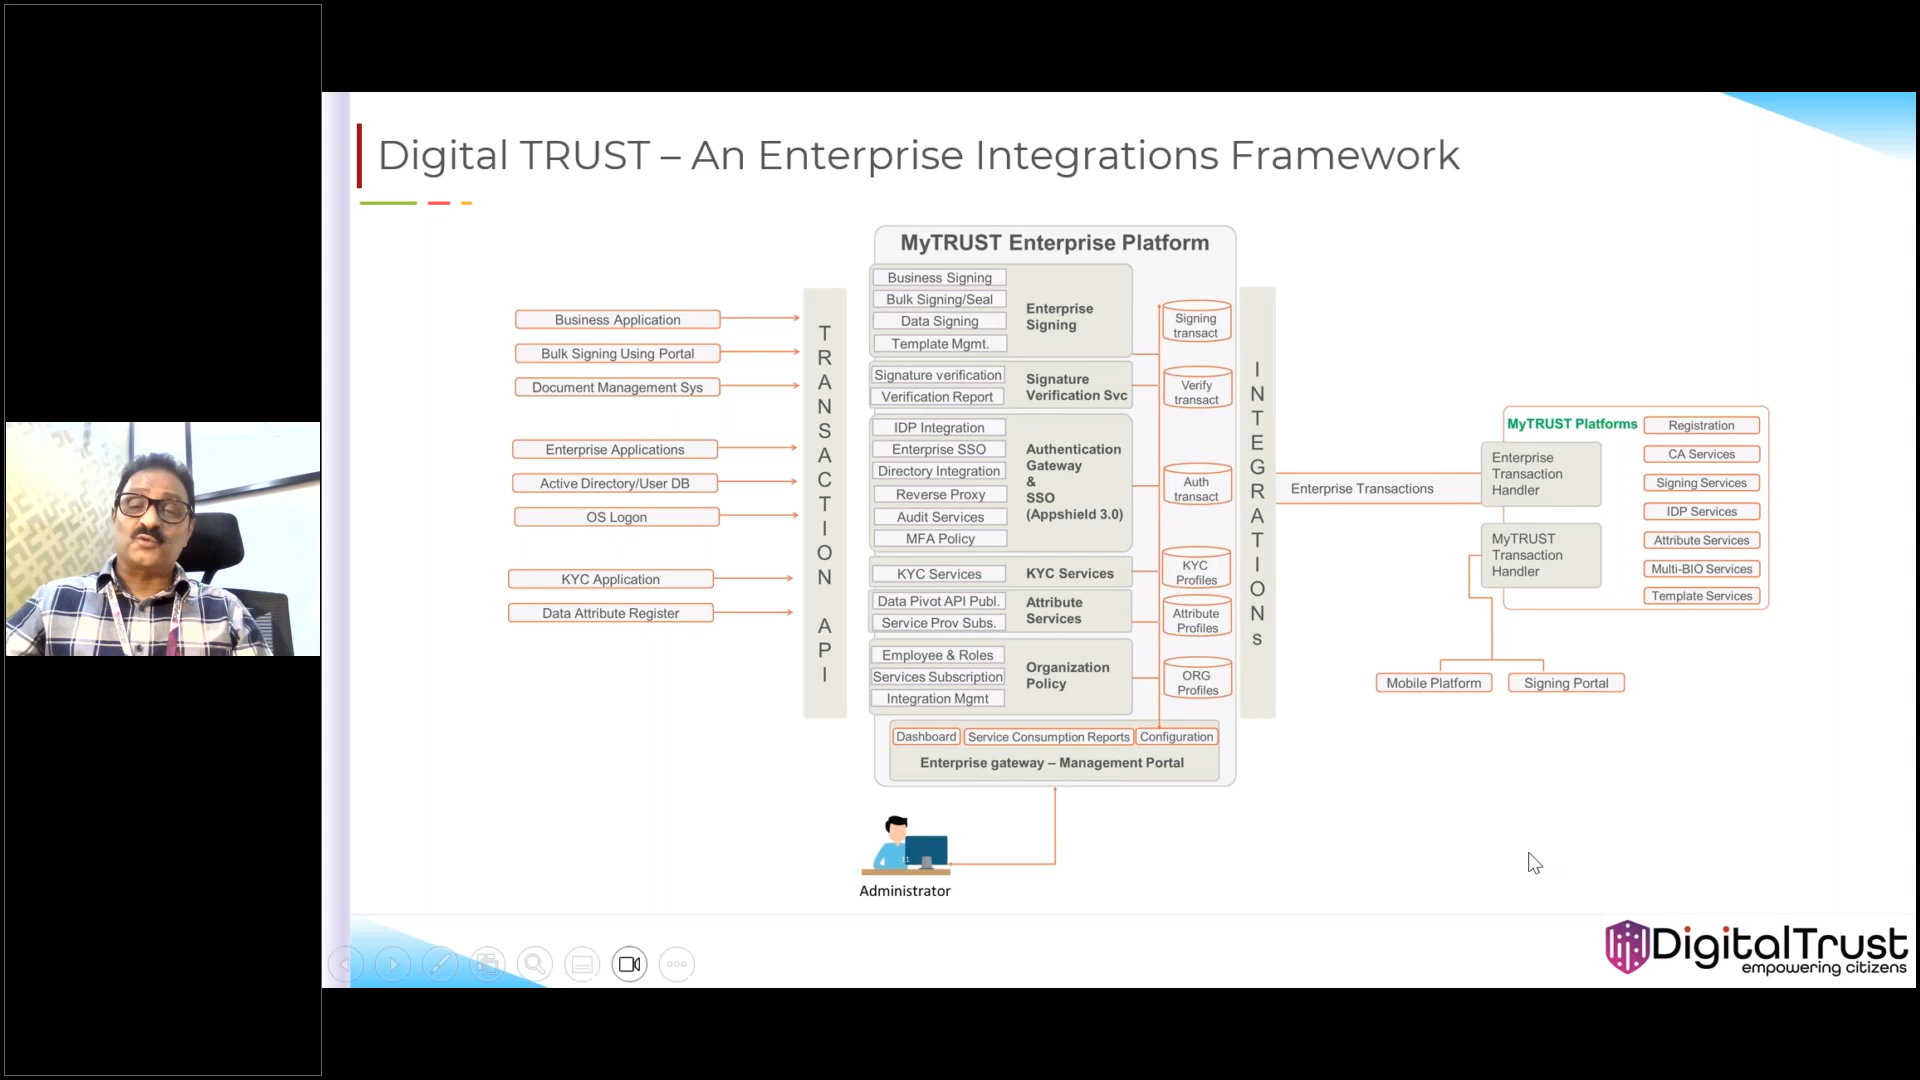 Digital TRUST – An Enterprise Integrations Framework
Business Application
Bulk Signing Using Portal
Document Management Sys
Enterprise Applications
Active Directory/User DB
OS Logon
KYC Application
Data Attribute Register
TRANSACTION API
MyTRUST Enterprise Platform
Business Signing
Bulk Signing/Seal
Data Signing
Template Mgmt.
Enterprise
Signing
Signature verification
Verification Report
Signature
Verification Svc
IDP Integration
Enterprise SSO
Directory Integration
Reverse Proxy
Audit Services
MFA Policy
Authentication
Gateway
&
SSO
(Appshield 3.0)
KYC Services
KYC Services
Data Pivot API Publ.
Service Prov Subs.
Attribute
Services
Employee & Roles
Services Subscription
Integration Mgmt
Organization
Policy
Signing
transact
Verify
transact
Auth
transact
KYC
Profiles
Attribute
Profiles
ORG
Profiles
Dashboard
Service Consumption Reports
Configuration
Enterprise gateway – Management Portal
11
Administrator
INTEGRATIONs
Enterprise Transactions
MyTRUST Platforms
Enterprise
Transaction
Handler
MyTRUST
Transaction
Handler
Registration
CA Services
Signing Services
IDP Services
Attribute Services
Multi-BIO Services
Template Services
Mobile Platform
Signing Portal
DigitalTrust
empowering citizens